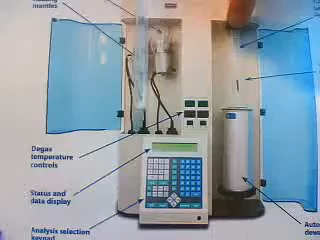 mantles
Degas
temperature
controls
Status and
data display
Analysis selection
keypad
Auto
dewa